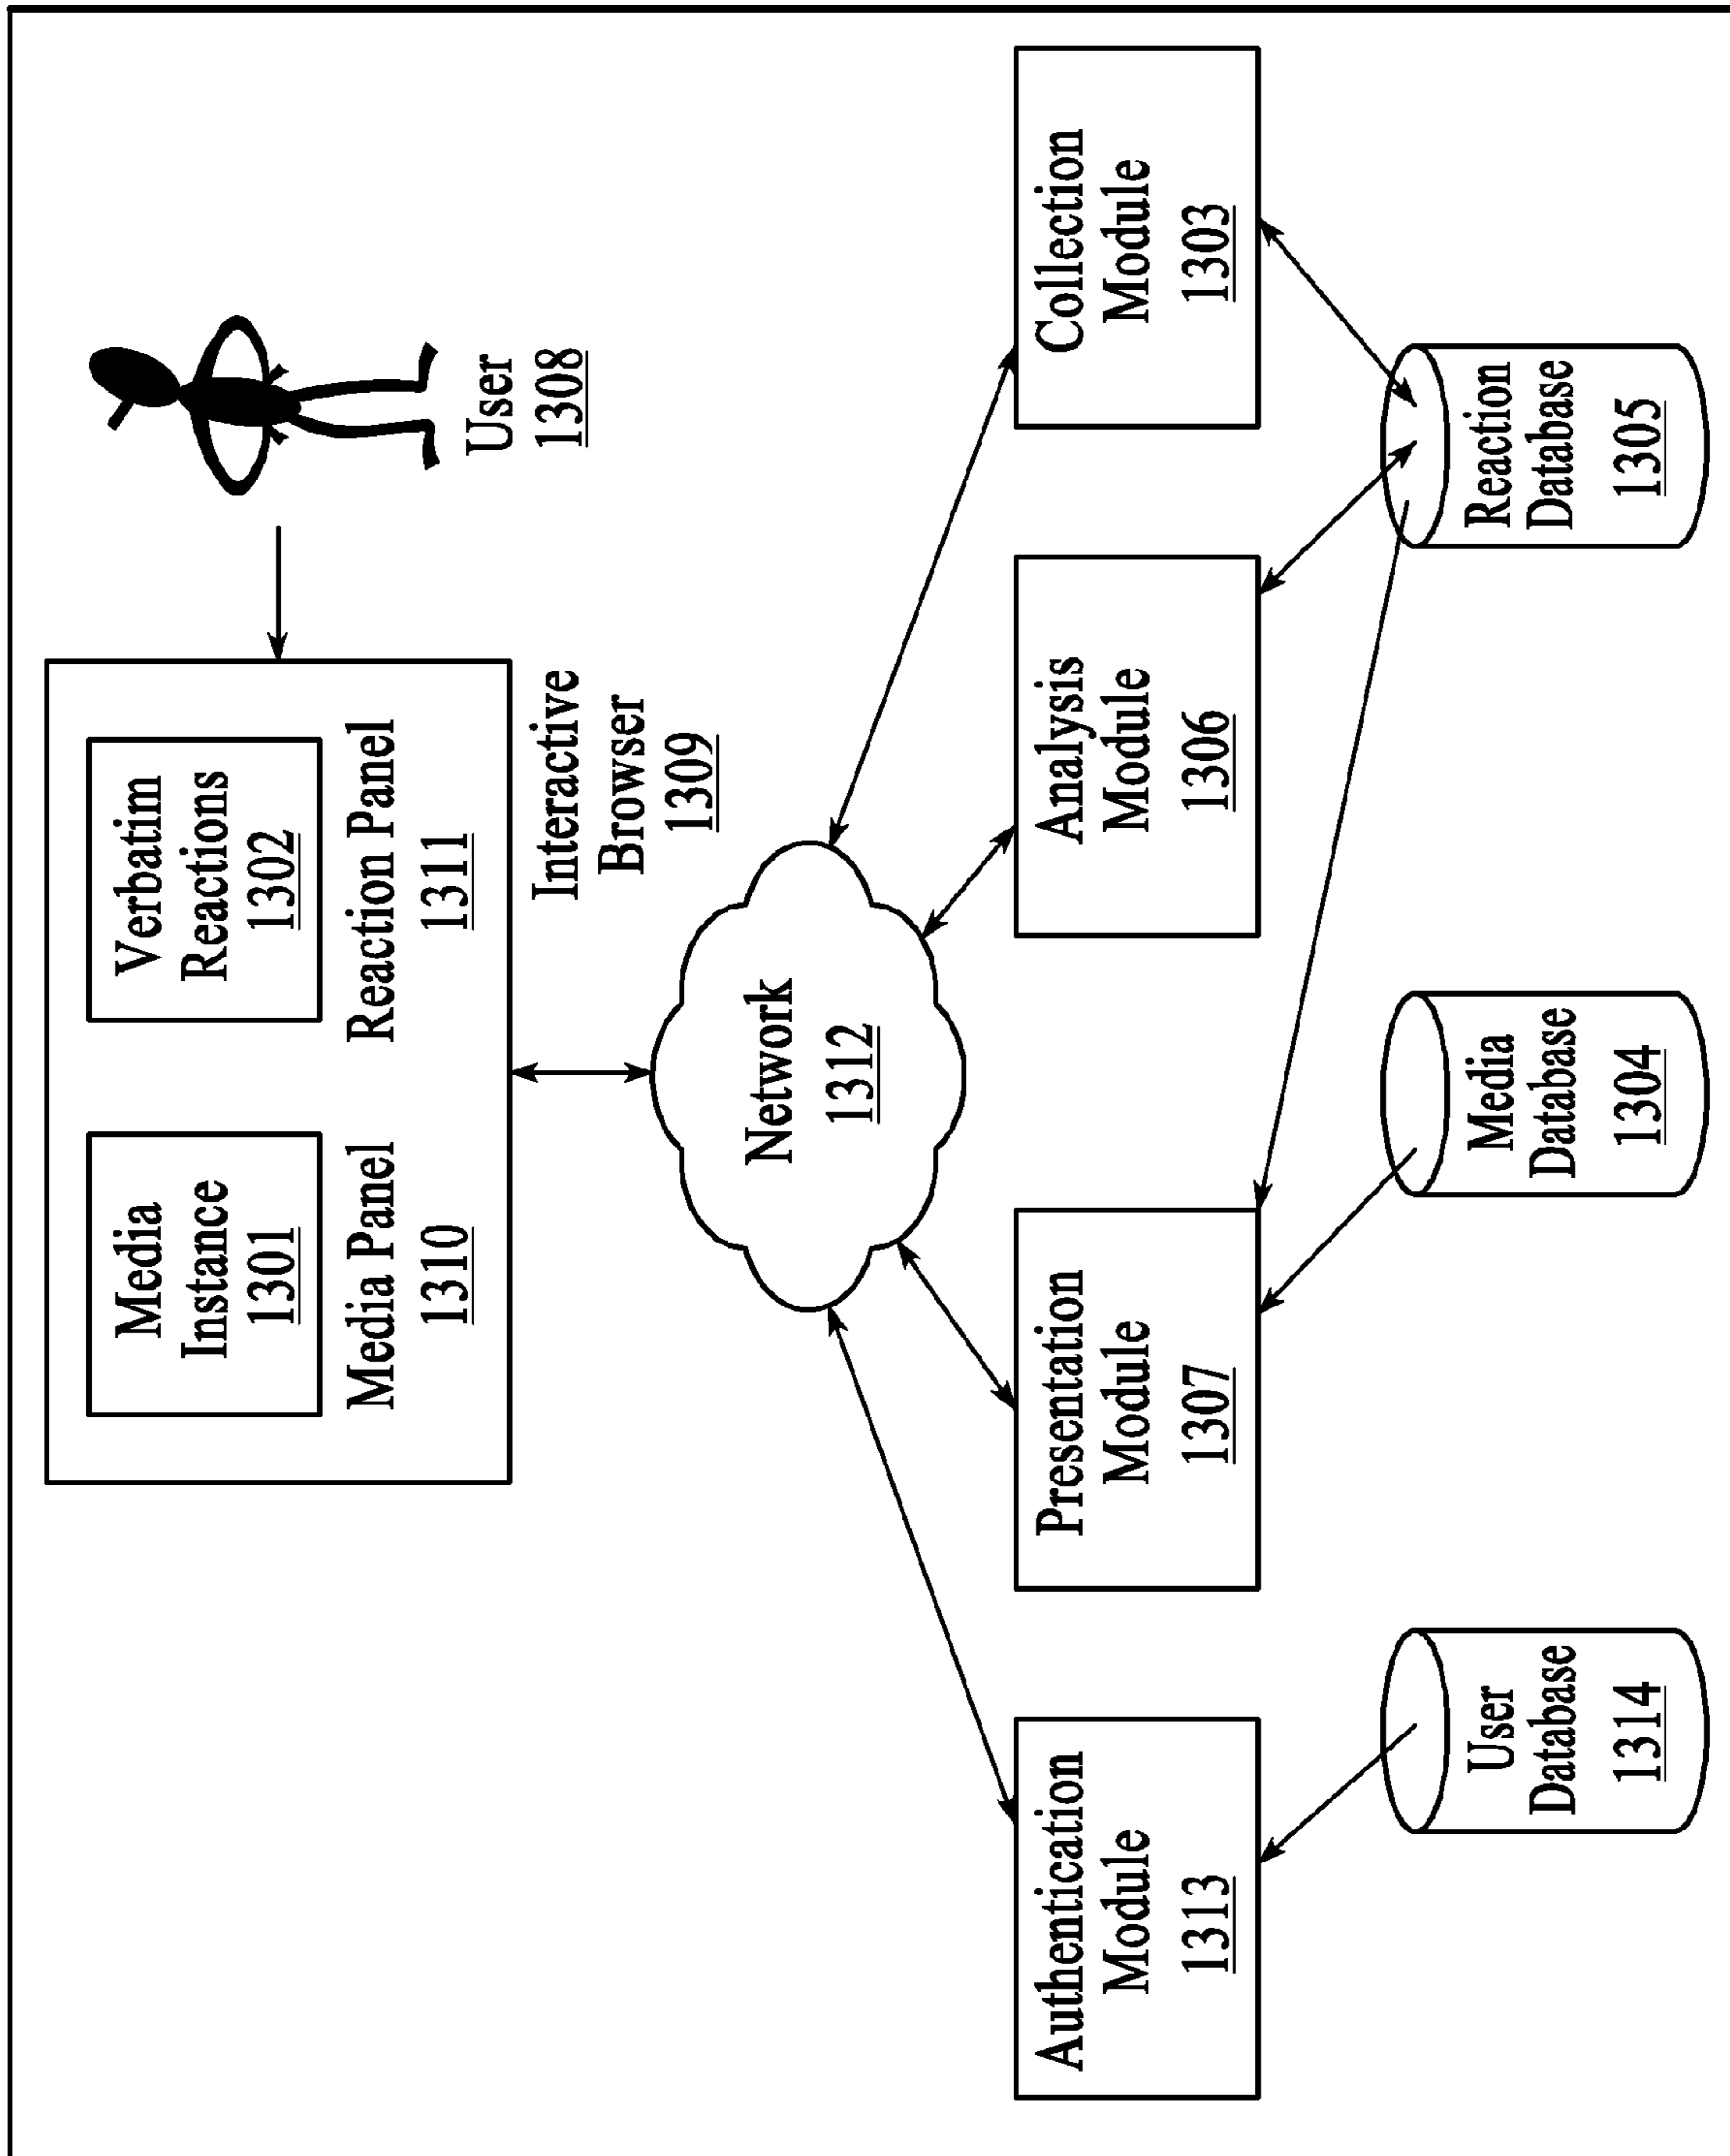 Media
Instance
1301
Media Panel
1310
Verbatim
Reactions
1302
Reaction Panel
1311
User
1308
Interactive
Browser
1309
Network
1312
Authentication
Module
1313
Presentation
Module
1307
Analysis
Module
1306
Collection
Module
1303
User
Database
1314
Media
Database
1304
Reaction
Database
1305